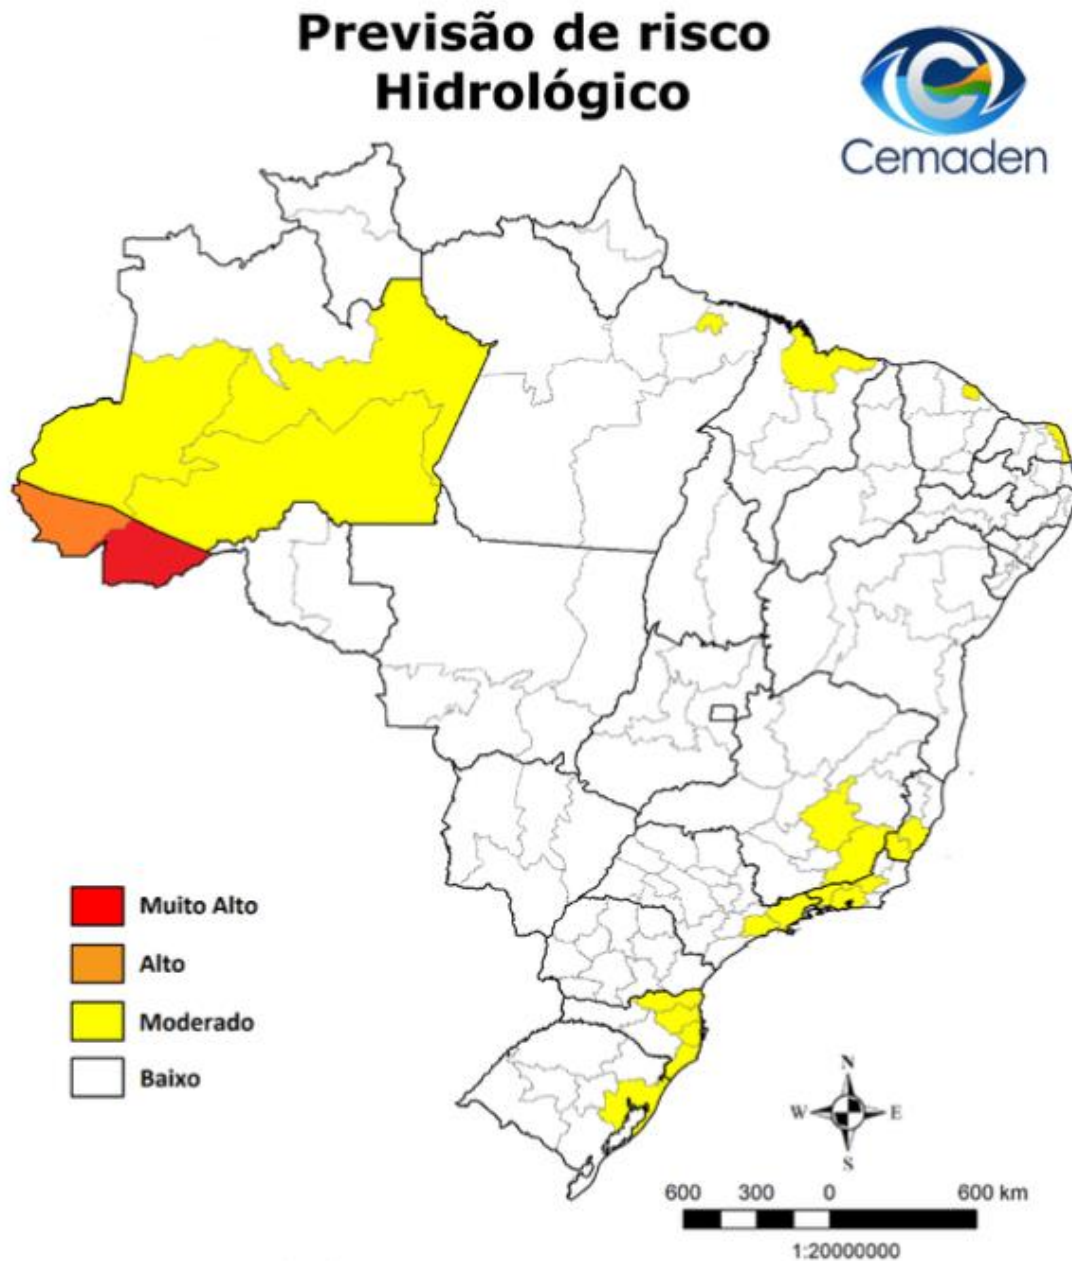 Previsão de risco
Hidrológico
Cemaden
Muito Alto
Alto
Moderado
Baixo
N
W E
S
600 300 0 600 km
1:20000000